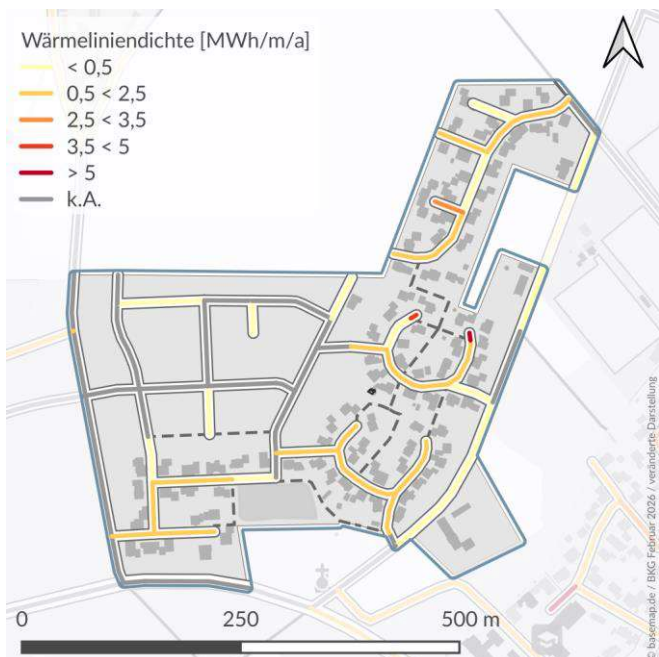 Wärmeliniendichte [MWh/m/a]
< 0,5
0,5 < 2,5
2,5 < 3,5
3,5 < 5
> 5
k.A.
© basemap.de / BKG Februar 2026 / veränderte Darstellung
0 250 500 m